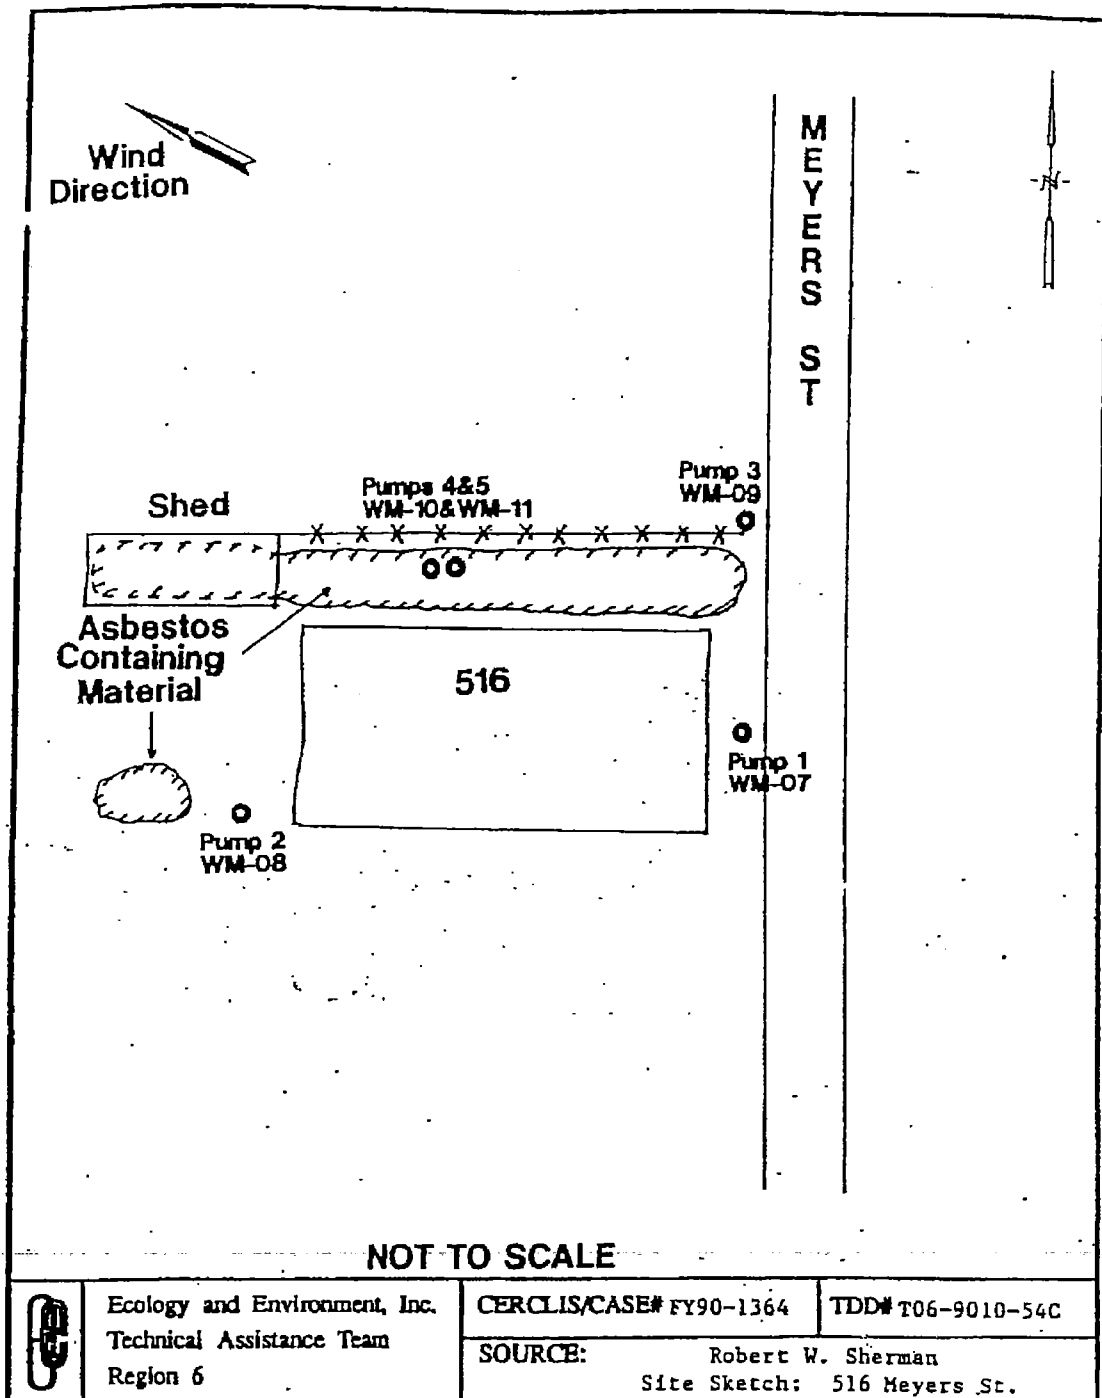 Wind
Direction
MEYERS ST
N
Pump 3
WM-09
Pumps 4&5
WM-10&WM-11
Shed
Asbestos
Containing
Material
516
Pump 1
WM-07
Pump 2
WM-08
NOT TO SCALE
Ecology and Environment, Inc.
Technical Assistance Team
Region 6
CERCLIS/CASE# FY90-1364
TDD# T06-9010-54C
SOURCE: Robert W. Sherman
Site Sketch: 516 Meyers St.